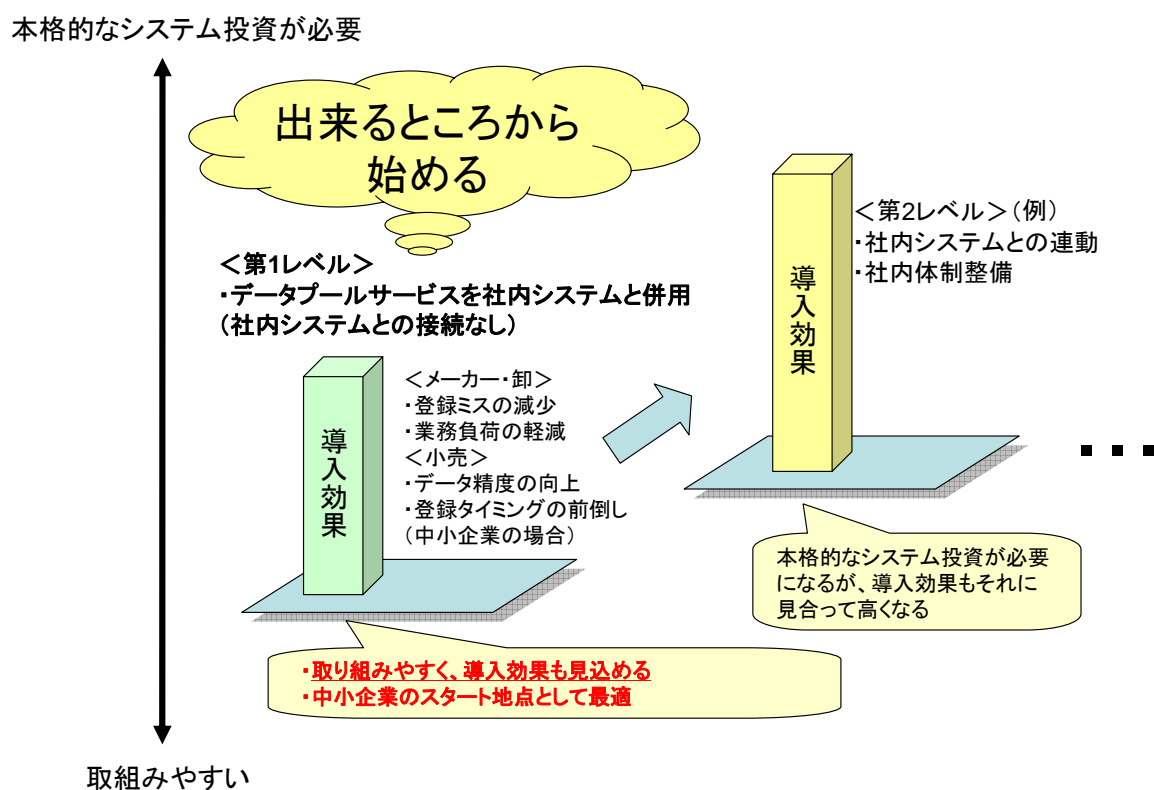 本格的なシステム投資が必要
出来るところから
始める
＜第1レベル＞
・データプールサービスを社内システムと併用
（社内システムとの接続なし）
導入効果
＜メーカー・卸＞
・登録ミスの減少
・業務負荷の軽減
＜小売＞
・データ精度の向上
・登録タイミングの前倒し
（中小企業の場合）
・取り組みやすく、導入効果も見込める
・中小企業のスタート地点として最適
導入効果
＜第2レベル＞（例）
・社内システムとの連動
・社内体制整備
本格的なシステム投資が必要
になるが、導入効果もそれに
見合って高くなる
・・・
取組みやすい